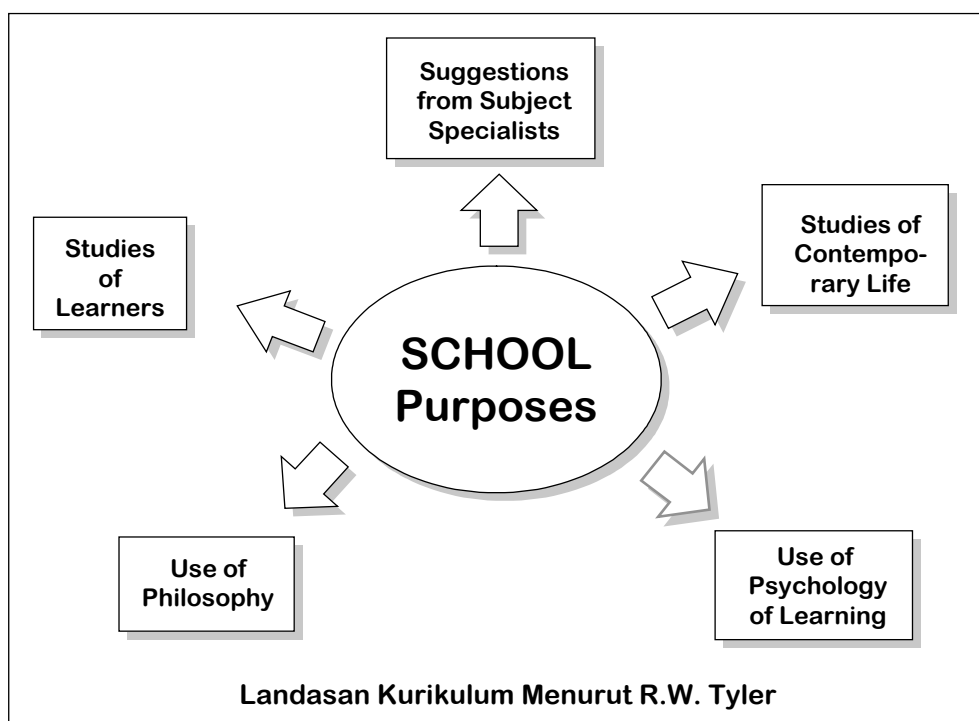 Suggestions
from Subject
Specialists
Studies
of
Learners
Studies of
Contempo-
rary Life
SCHOOL
Purposes
Use of
Philosophy
Use of
Psychology
of Learning
Landasan Kurikulum Menurut R.W. Tyler